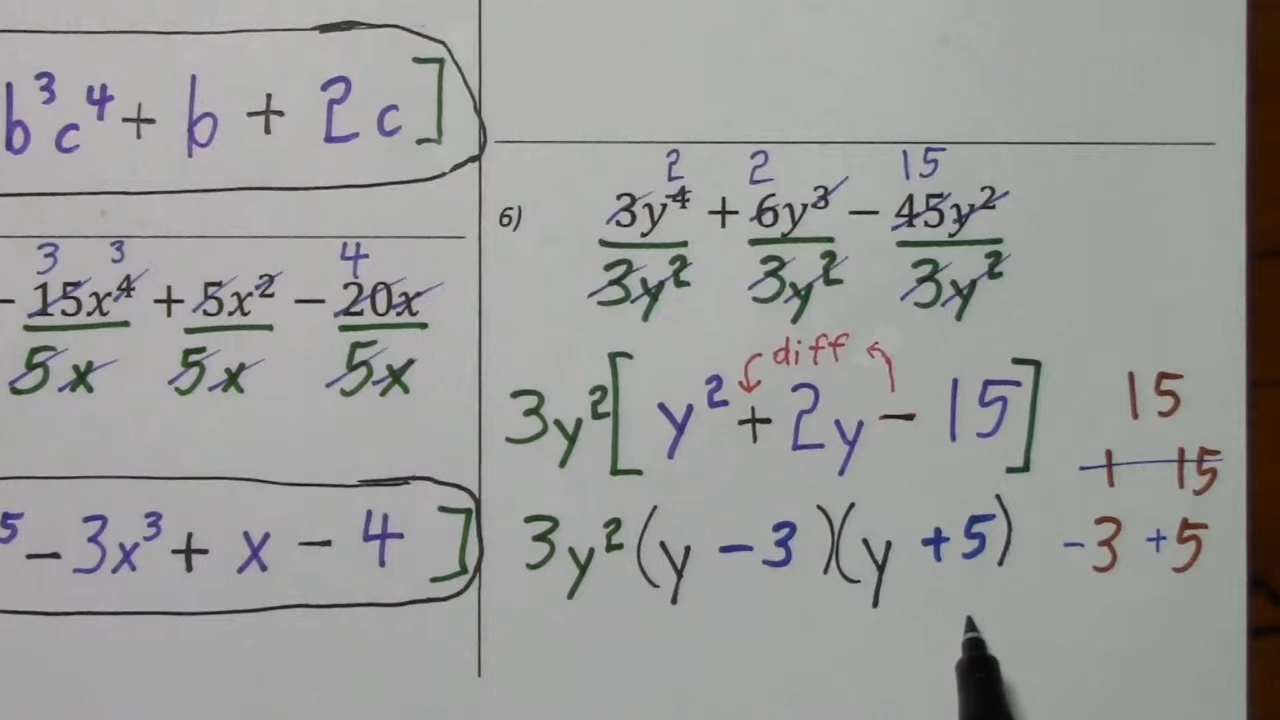 b³c⁴ + b + 2c]
3 3 4
- 15x⁴ + 5x² - 20x
5x 5x 5x
⁵ - 3x³ + x - 4]
2 2 15
6) 3y⁴ + 6y³ - 45y²
3y² 3y² 3y²
diff
3y²[y² + 2y - 15]
15
1 15
3y²(y - 3)(y + 5)
-3 +5